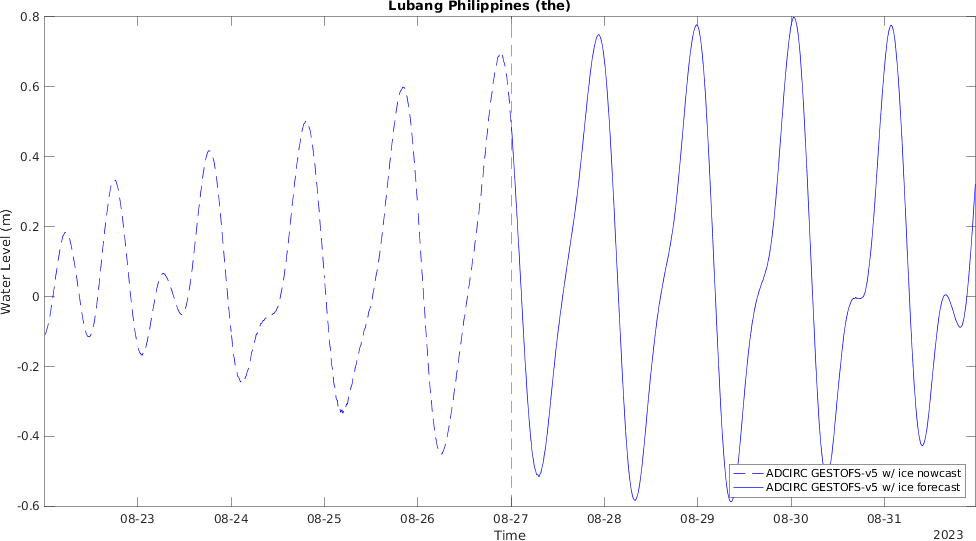 Lubang Philippines (the)
Water Level (m)
0.8
0.6
0.4
0.2
0
-0.2
-0.4
-0.6
08-23 08-24 08-25 08-26 08-27 08-28 08-29 08-30 08-31
Time
2023
ADCIRC GESTOFS-v5 w/ ice nowcast
ADCIRC GESTOFS-v5 w/ ice forecast